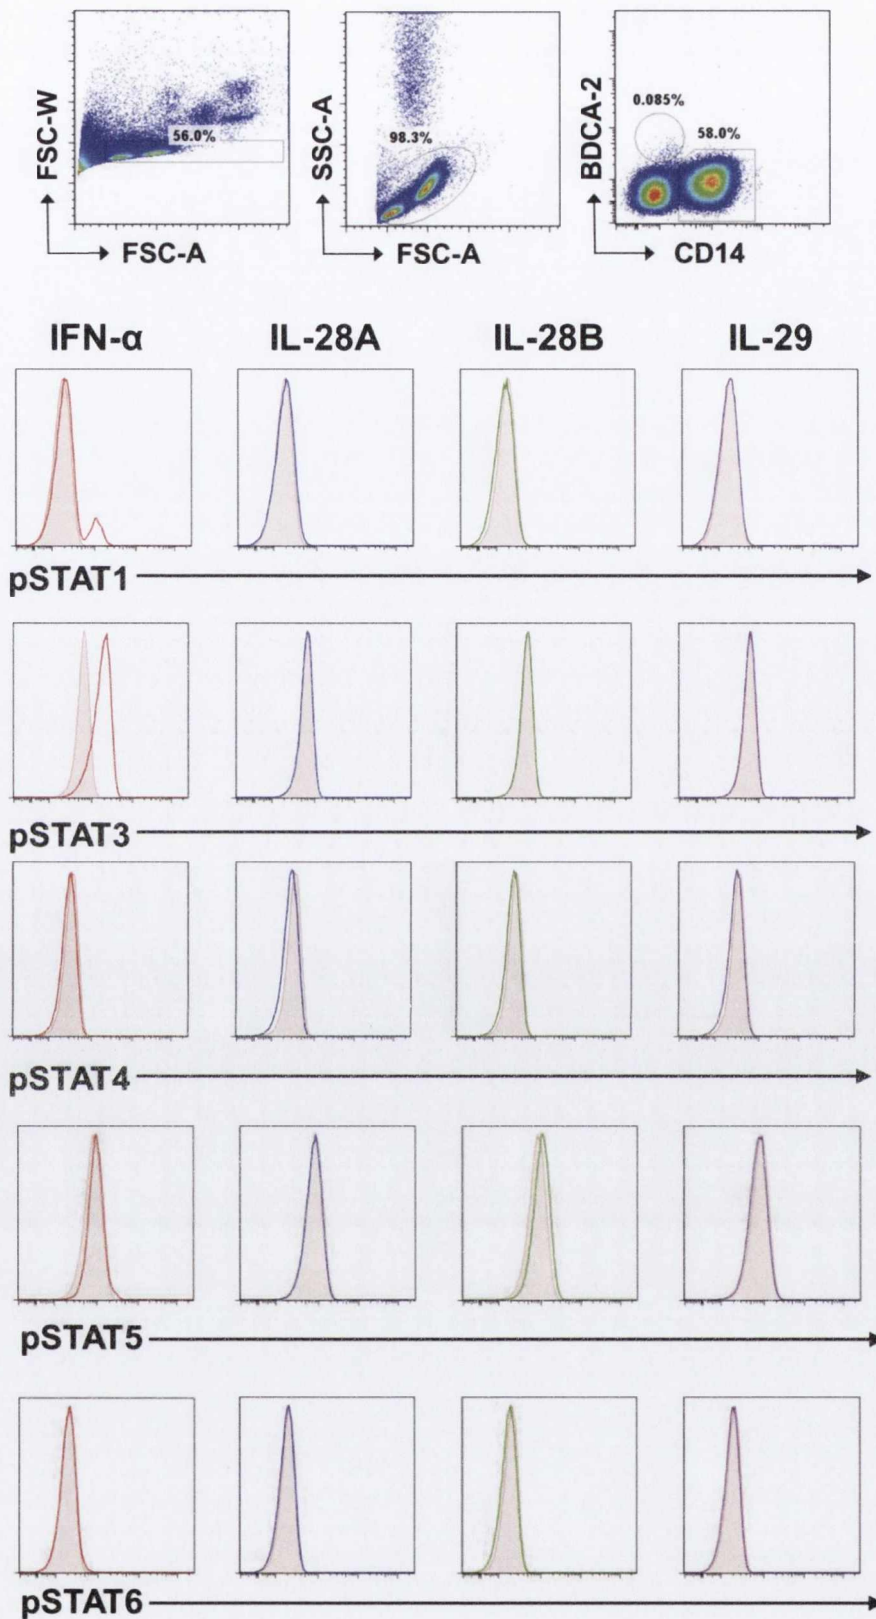 FSC-W
56.0%
FSC-A
SSC-A
98.3%
FSC-A
BDCA-2
0.085%
58.0%
CD14
IFN-α IL-28A IL-28B IL-29
pSTAT1
pSTAT3
pSTAT4
pSTAT5
pSTAT6